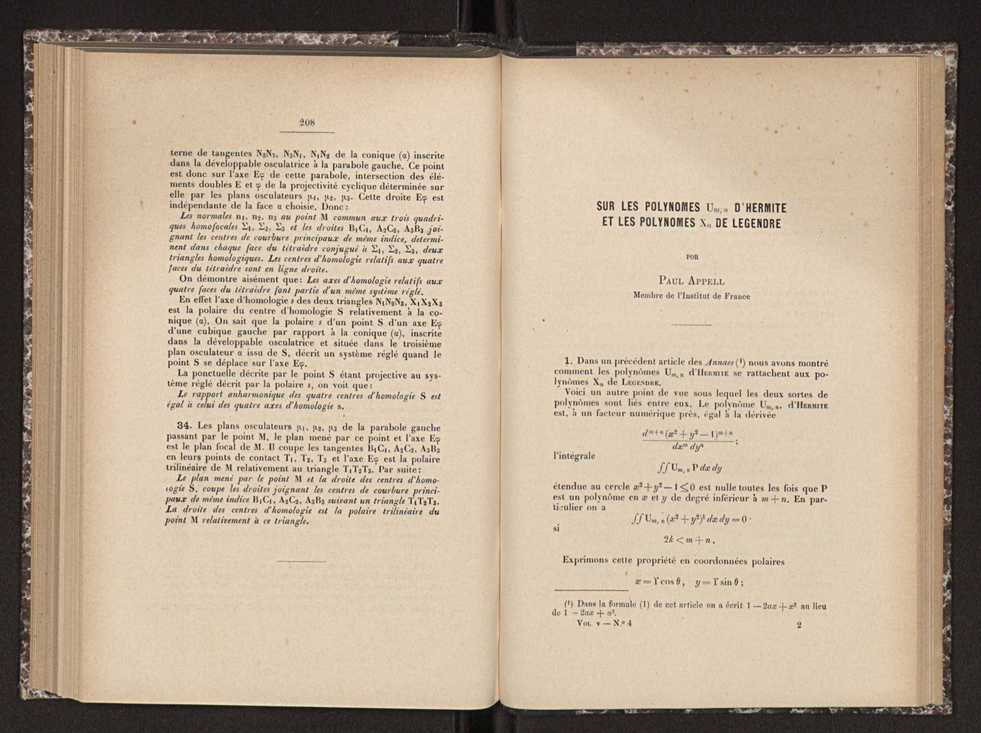 208
terne de tangentes N₂N₃, N₃N₁, N₁N₂ de la conique (α) inscrite
dans la développable osculatrice à la parabole gauche. Ce point
est donc sur l'axe Eφ de cette parabole, intersection des élé-
ments doubles E et φ de la projectivité cyclique déterminée sur
elle par les plans osculateurs μ₁, μ₂, μ₃. Cette droite Eφ est
indépendante de la face α choisie. Donc:
Les normales n₁, n₂, n₃ au point M commun aux trois quadri-
ques homofocales Σ₁, Σ₂, Σ₃ et les droites B₁C₁, A₂C₂, A₃B₃ joi-
gnant les centres de courbure principaux de même indice, determi-
nent dans chaque face du tétraèdre conjugué à Σ₁, Σ₂, Σ₃, deux
triangles homologiques. Les centres d'homologie relatifs aux quatre
faces du tétraèdre sont en ligne droite.
On démontre aisément que: Les axes d'homologie relatifs aux
quatre faces du tétraèdre font partie d'un même système réglé.
En effet l'axe d'homologie s des deux triangles N₁N₂N₃, X₁X₂X₃
est la polaire du centre d'homologie S relativement à la co-
nique (α). On sait que la polaire s d'un point S d'un axe Eφ
d'une cubique gauche par rapport à la conique (α), inscrite
dans la développable osculatrice et située dans le troisième
plan osculateur α issu de S, décrit un système réglé quand le
point S se déplace sur l'axe Eφ.
La ponctuelle décrite par le point S étant projective au sys-
tème réglé décrit par la polaire s, on voit que:
Le rapport anharmonique des quatre centres d'homologie S est
égal à celui des quatre axes d'homologie s.
34. Les plans osculateurs μ₁, μ₂, μ₃ de la parabole gauche
passant par le point M, le plan mené par ce point et l'axe Eφ
est le plan focal de M. Il coupe les tangentes B₁C₁, A₂C₂, A₃B₃
en leurs points de contact T₁, T₂, T₃ et l'axe Eφ est la polaire
trilinéaire de M relativement au triangle T₁T₂T₃. Par suite:
Le plan mené par le point M et la droite des centres d'homo-
logie S, coupe les droites joignant les centres de courbure princi-
paux de même indice B₁C₁, A₂C₂, A₃B₃ suivant un triangle T₁T₂T₃.
La droite des centres d'homologie est la polaire trilinéaire du
point M relativement à ce triangle.
SUR LES POLYNOMES Uₘ,ₙ D'HERMITE
ET LES POLYNOMES Xₙ DE LEGENDRE
POR
PAUL APPELL
Membre de l'Institut de France
1. Dans un précédent article des Annaes (¹) nous avons montré
comment les polynômes Uₘ,ₙ d'HERMITE se rattachent aux po-
lynômes Xₙ de LEGENDRE.
Voici un autre point de vue sous lequel les deux sortes de
polynômes sont liés entre eux. Le polynôme Uₘ,ₙ, d'HERMITE
est, à un facteur numérique près, égal à la dérivée
dᵐ⁺ⁿ(x² + y² — 1)ᵐ⁺ⁿ
dxᵐ dyⁿ ;
l'intégrale
∫∫ Uₘ,ₙ P dx dy
étendue au cercle x² + y² — 1 ≤ 0 est nulle toutes les fois que P
est un polynôme en x et y de degré inférieur à m + n. En par-
ticulier on a
∫∫ Uₘ,ₙ (x² + y²)ᵏ dx dy = 0
si
2k < m + n.
Exprimons cette propriété en coordonnées polaires
x = r cos θ, y = r sin θ;
(¹) Dans la formule (1) de cet article on a écrit 1 — 2ax + x² au lieu
de 1 — 2ax + a².
VOL. V — N.º 4 2